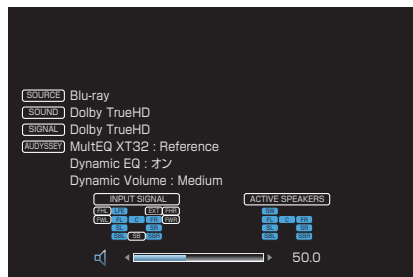 SOURCE Blu-ray
SOUND Dolby TrueHD
SIGNAL Dolby TrueHD
AUDYSSEY MultEQ XT32 : Reference
Dynamic EQ : オン
Dynamic Volume : Medium
INPUT SIGNAL ACTIVE SPEAKERS
FHL LFE EXT FHR SW
FWL FL C FR FWR FL C FR
SL SR SL SR
SBL SB SBR SBL SBR
50.0